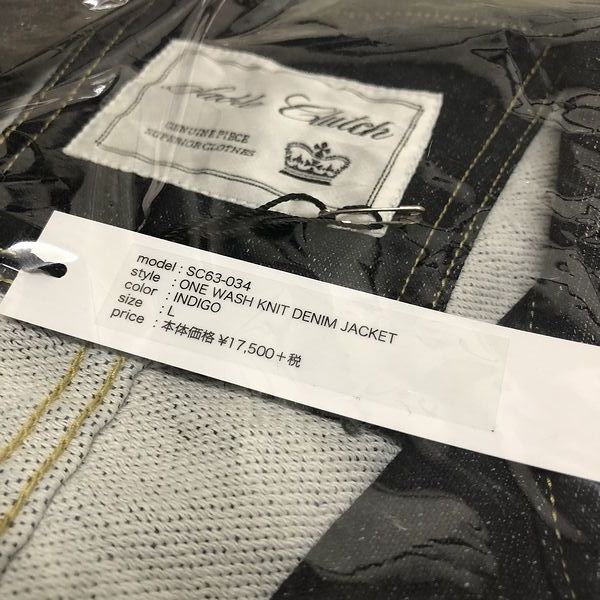 Clutch
GENUINE PIECE
SUPERIOR CLOTHES
model : SC63-034
style : ONE WASH KNIT DENIM JACKET
color : INDIGO
size : L
price : 本体価格 ¥17,500+税